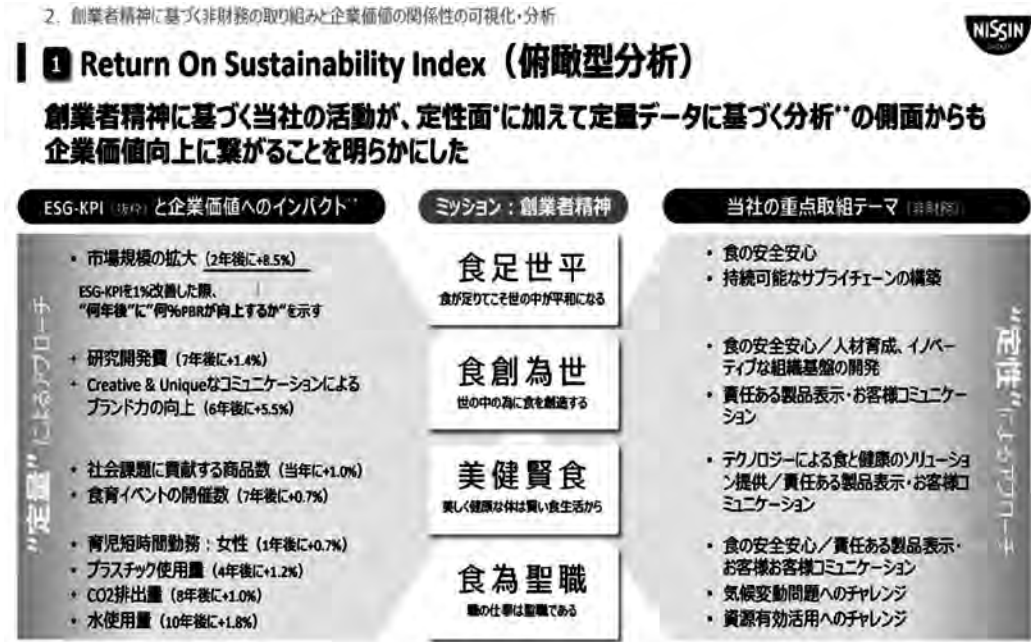 2. 創業者精神に基づく非財務の取り組みと企業価値の関係性の可視化・分析
NISSIN
1 Return On Sustainability Index（俯瞰型分析）
創業者精神に基づく当社の活動が、定性面*に加えて定量データに基づく分析**の側面からも
企業価値向上に繋がることを明らかにした
ESG-KPI（抜粋）と企業価値へのインパクト**
・ 市場規模の拡大（2年後に+8.5%）
ESG-KPIを1%改善した際、
“何年後”に“何%PBRが向上するか”を示す
・ 研究開発費（7年後に+1.4%）
・ Creative & Uniqueなコミュニケーションによる
ブランド力の向上（6年後に+5.5%）
・ 社会課題に貢献する商品数（当年に+1.0%）
・ 食育イベントの開催数（7年後に+0.7%）
・ 育児短時間勤務：女性（1年後に+0.7%）
・ プラスチック使用量（4年後に+1.2%）
・ CO2排出量（8年後に+1.0%）
・ 水使用量（10年後に+1.8%）
“定量”によるアプローチ
ミッション：創業者精神
食足世平
食が足りてこそ世の中が平和になる
食創為世
世の中の為に食を創造する
美健賢食
美しく健康な体は賢い食生活から
食為聖職
職の仕事は聖職である
当社の重点取組テーマ（非財務）
・ 食の安全安心
・ 持続可能なサプライチェーンの構築
・ 食の安全安心／人材育成、イノベー
ティブな組織基盤の開発
・ 責任ある製品表示・お客様コミュニケー
ション
・ テクノロジーによる食と健康のソリューショ
ン提供／責任ある製品表示・お客様コ
ミュニケーション
・ 食の安全安心／責任ある製品表示・
お客様お客様コミュニケーション
・ 気候変動問題へのチャレンジ
・ 資源有効活用へのチャレンジ
“定性”によるアプローチ